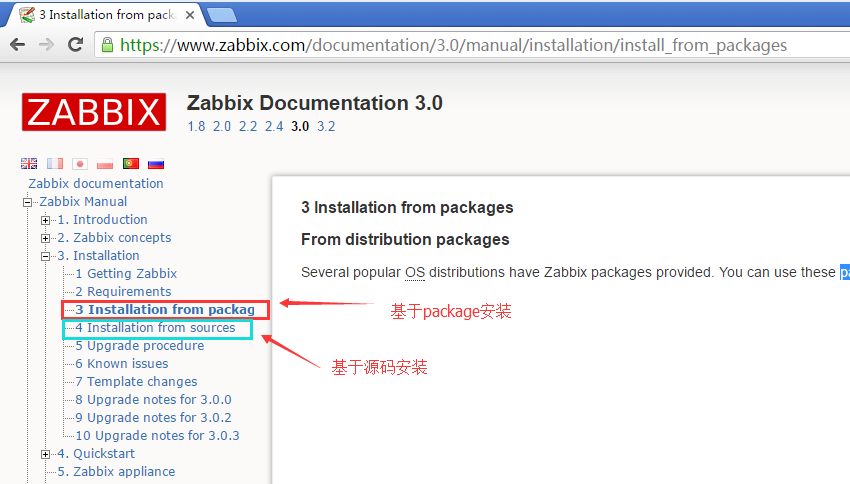 3 Installation from pack
https://www.zabbix.com/documentation/3.0/manual/installation/install_from_packages
ZABBIX
Zabbix Documentation 3.0
1.8 2.0 2.2 2.4 3.0 3.2
Zabbix documentation
Zabbix Manual
1. Introduction
2. Zabbix concepts
3. Installation
1 Getting Zabbix
2 Requirements
3 Installation from packag
4 Installation from sources
5 Upgrade procedure
6 Known issues
7 Template changes
8 Upgrade notes for 3.0.0
9 Upgrade notes for 3.0.2
10 Upgrade notes for 3.0.3
4. Quickstart
5. Zabbix appliance
3 Installation from packages
From distribution packages
Several popular OS distributions have Zabbix packages provided. You can use these pa
基于package安装
基于源码安装